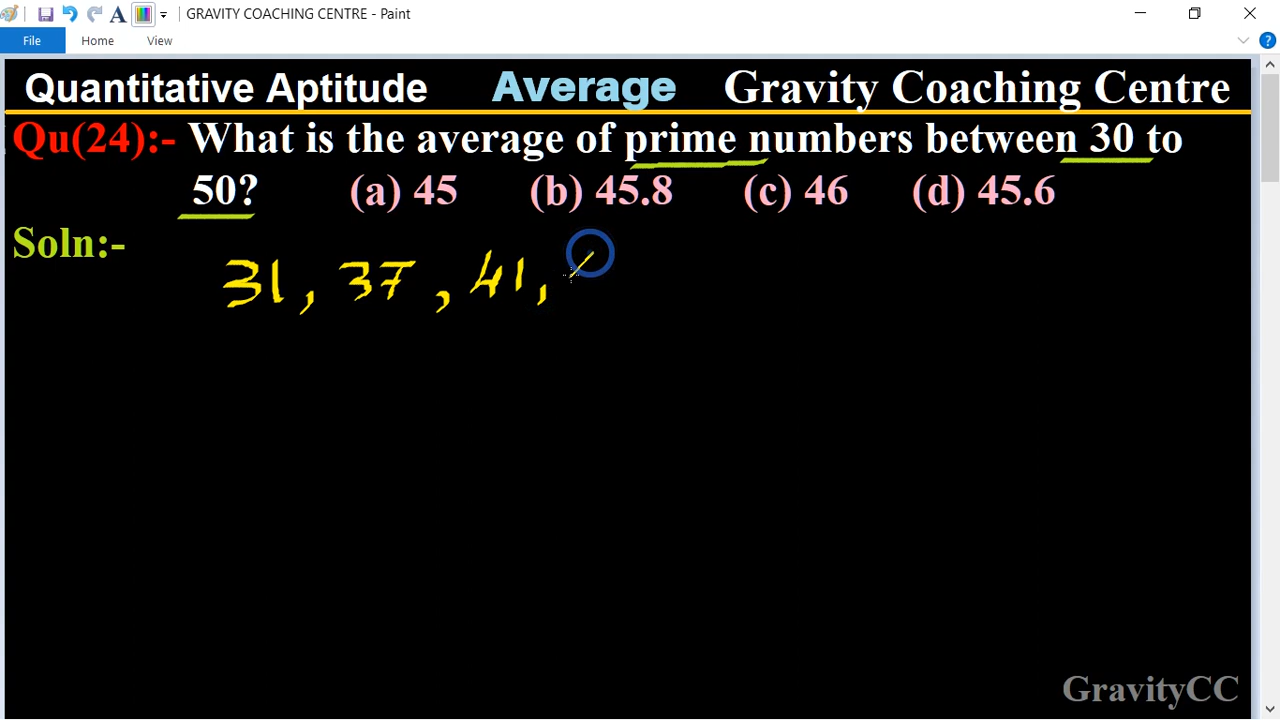 GRAVITY COACHING CENTRE - Paint
File Home View
Quantitative Aptitude Average Gravity Coaching Centre
Qu(24):- What is the average of prime numbers between 30 to
50? (a) 45 (b) 45.8 (c) 46 (d) 45.6
Soln:-
31, 37, 41,
GravityCC